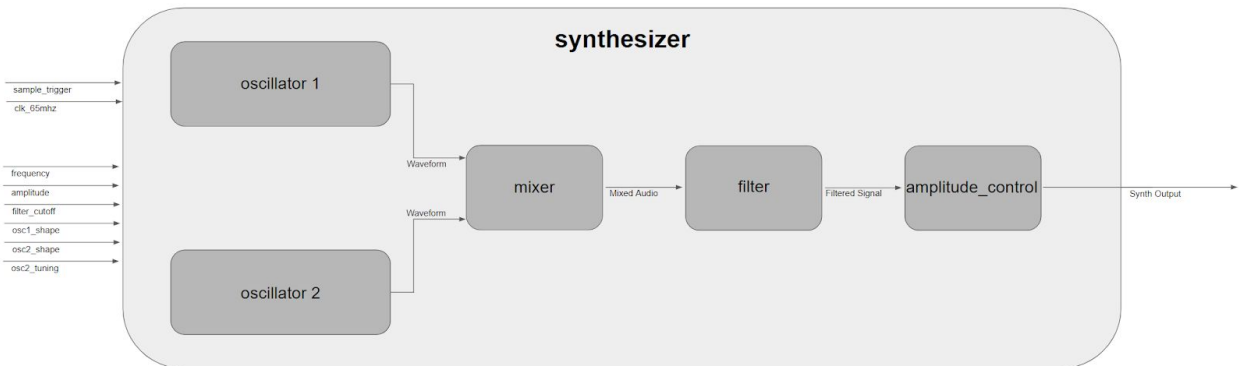 synthesizer
oscillator 1
sample_trigger
clk_65mhz
Waveform
frequency
amplitude
filter_cutoff
osc1_shape
osc2_shape
osc2_tuning
mixer
Mixed Audio
filter
Filtered Signal
amplitude_control
Synth Output
Waveform
oscillator 2